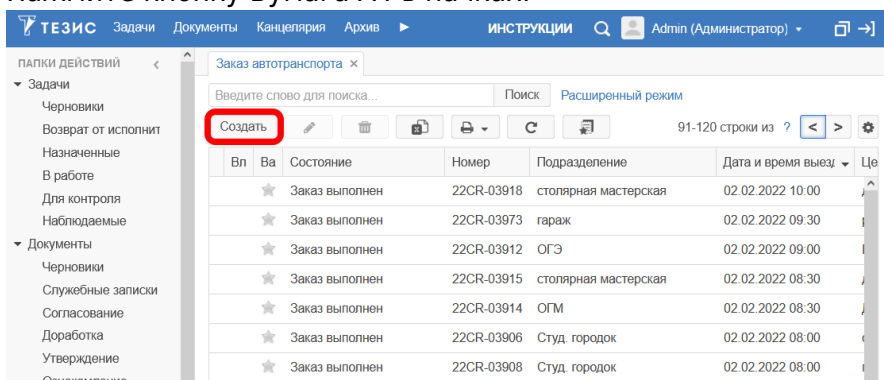 ТЕЗИС Задачи Документы Канцелярия Архив ИНСТРУКЦИИ Admin (Администратор)
ПАПКИ ДЕЙСТВИЙ
Заказ автотранспорта ×
Задачи
Введите слово для поиска... Поиск Расширенный режим
Черновики
Создать 91-120 строки из ? < >
Возврат от исполнит
Назначенные
Вл Ва Состояние Номер Подразделение Дата и время выезд Це
В работе
Заказ выполнен 22CR-03918 столярная мастерская 02.02.2022 10:00
Для контроля
Наблюдаемые
Заказ выполнен 22CR-03973 гараж 02.02.2022 09:30
Документы
Заказ выполнен 22CR-03912 ОГЭ 02.02.2022 09:00
Черновики
Заказ выполнен 22CR-03915 столярная мастерская 02.02.2022 08:30
Служебные записки
Согласование
Заказ выполнен 22CR-03914 ОГМ 02.02.2022 08:30
Доработка
Заказ выполнен 22CR-03906 Студ. городок 02.02.2022 08:00
Утверждение
Заказ выполнен 22CR-03908 Студ. городок 02.02.2022 08:00